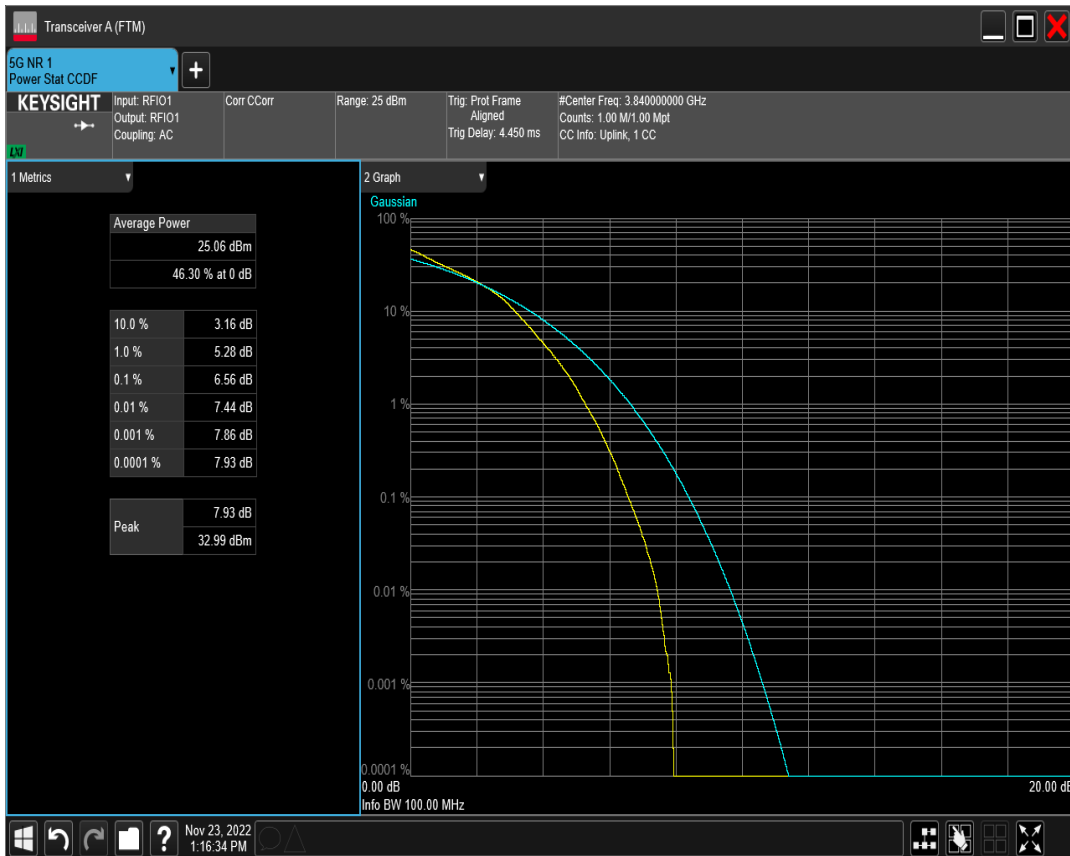 Transceiver A (FTM)
5G NR 1
Power Stat CCDF
KEYSIGHT
LXI
Input: RFIO1
Output: RFIO1
Coupling: AC
Corr CCorr
Range: 25 dBm
Trig: Prot Frame
Aligned
Trig Delay: 4.450 ms
#Center Freq: 3.840000000 GHz
Counts: 1.00 M/1.00 Mpt
CC Info: Uplink, 1 CC
1 Metrics
Average Power
25.06 dBm
46.30 % at 0 dB
10.0 % 3.16 dB
1.0 % 5.28 dB
0.1 % 6.56 dB
0.01 % 7.44 dB
0.001 % 7.86 dB
0.0001 % 7.93 dB
Peak 7.93 dB
32.99 dBm
2 Graph
Gaussian
100 %
10 %
1 %
0.1 %
0.01 %
0.001 %
0.0001 %
0.00 dB 20.00 dB
Info BW 100.00 MHz
?
Nov 23, 2022
1:16:34 PM